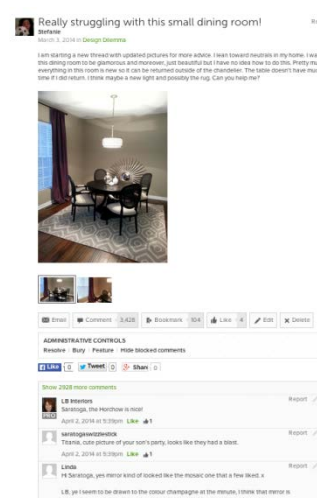 Really struggling with this small dining room!
Stefanie
March 3, 2014 in Design Dilemma
I am starting a new thread with updated pictures for more advice. I lean toward neutrals in my home. I wa
this dining room to be glamorous and moreover, just beautiful but I have no idea how to do this. Pretty mu
everything in this room is new so it can be returned outside of the chandelier. The table doesn't have mu
time if I did return. I think maybe a new light and possibly the rug. Can you help me?
Email Comment 3,428 Bookmark 104 Like 4 Edit Delete
ADMINISTRATIVE CONTROLS
Resolve Bury Feature Hide blocked comments
Like 0 Tweet 0 Share 0
Show 2928 more comments
LB Interiors Report
Saratoga, the Horchow is nice!
PRO
April 2, 2014 at 5:39pm Like 1
saratogaswizzlestick Report
Titania, cute picture of your son's party, looks like they had a blast.
April 2, 2014 at 5:39pm Like 1
Linda Report
Hi Saratoga, yes mirror kind of looked like the mosaic one that a few liked. x
LB, ye I seem to be drawn to the colour champagne at the minute, I think that mirror is